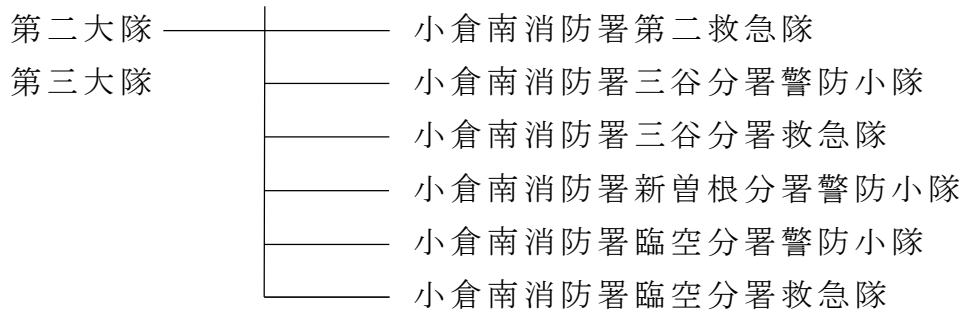 第二大隊 小倉南消防署第二救急隊
第三大隊 小倉南消防署三谷分署警防小隊
小倉南消防署三谷分署救急隊
小倉南消防署新曽根分署警防小隊
小倉南消防署臨空分署警防小隊
小倉南消防署臨空分署救急隊